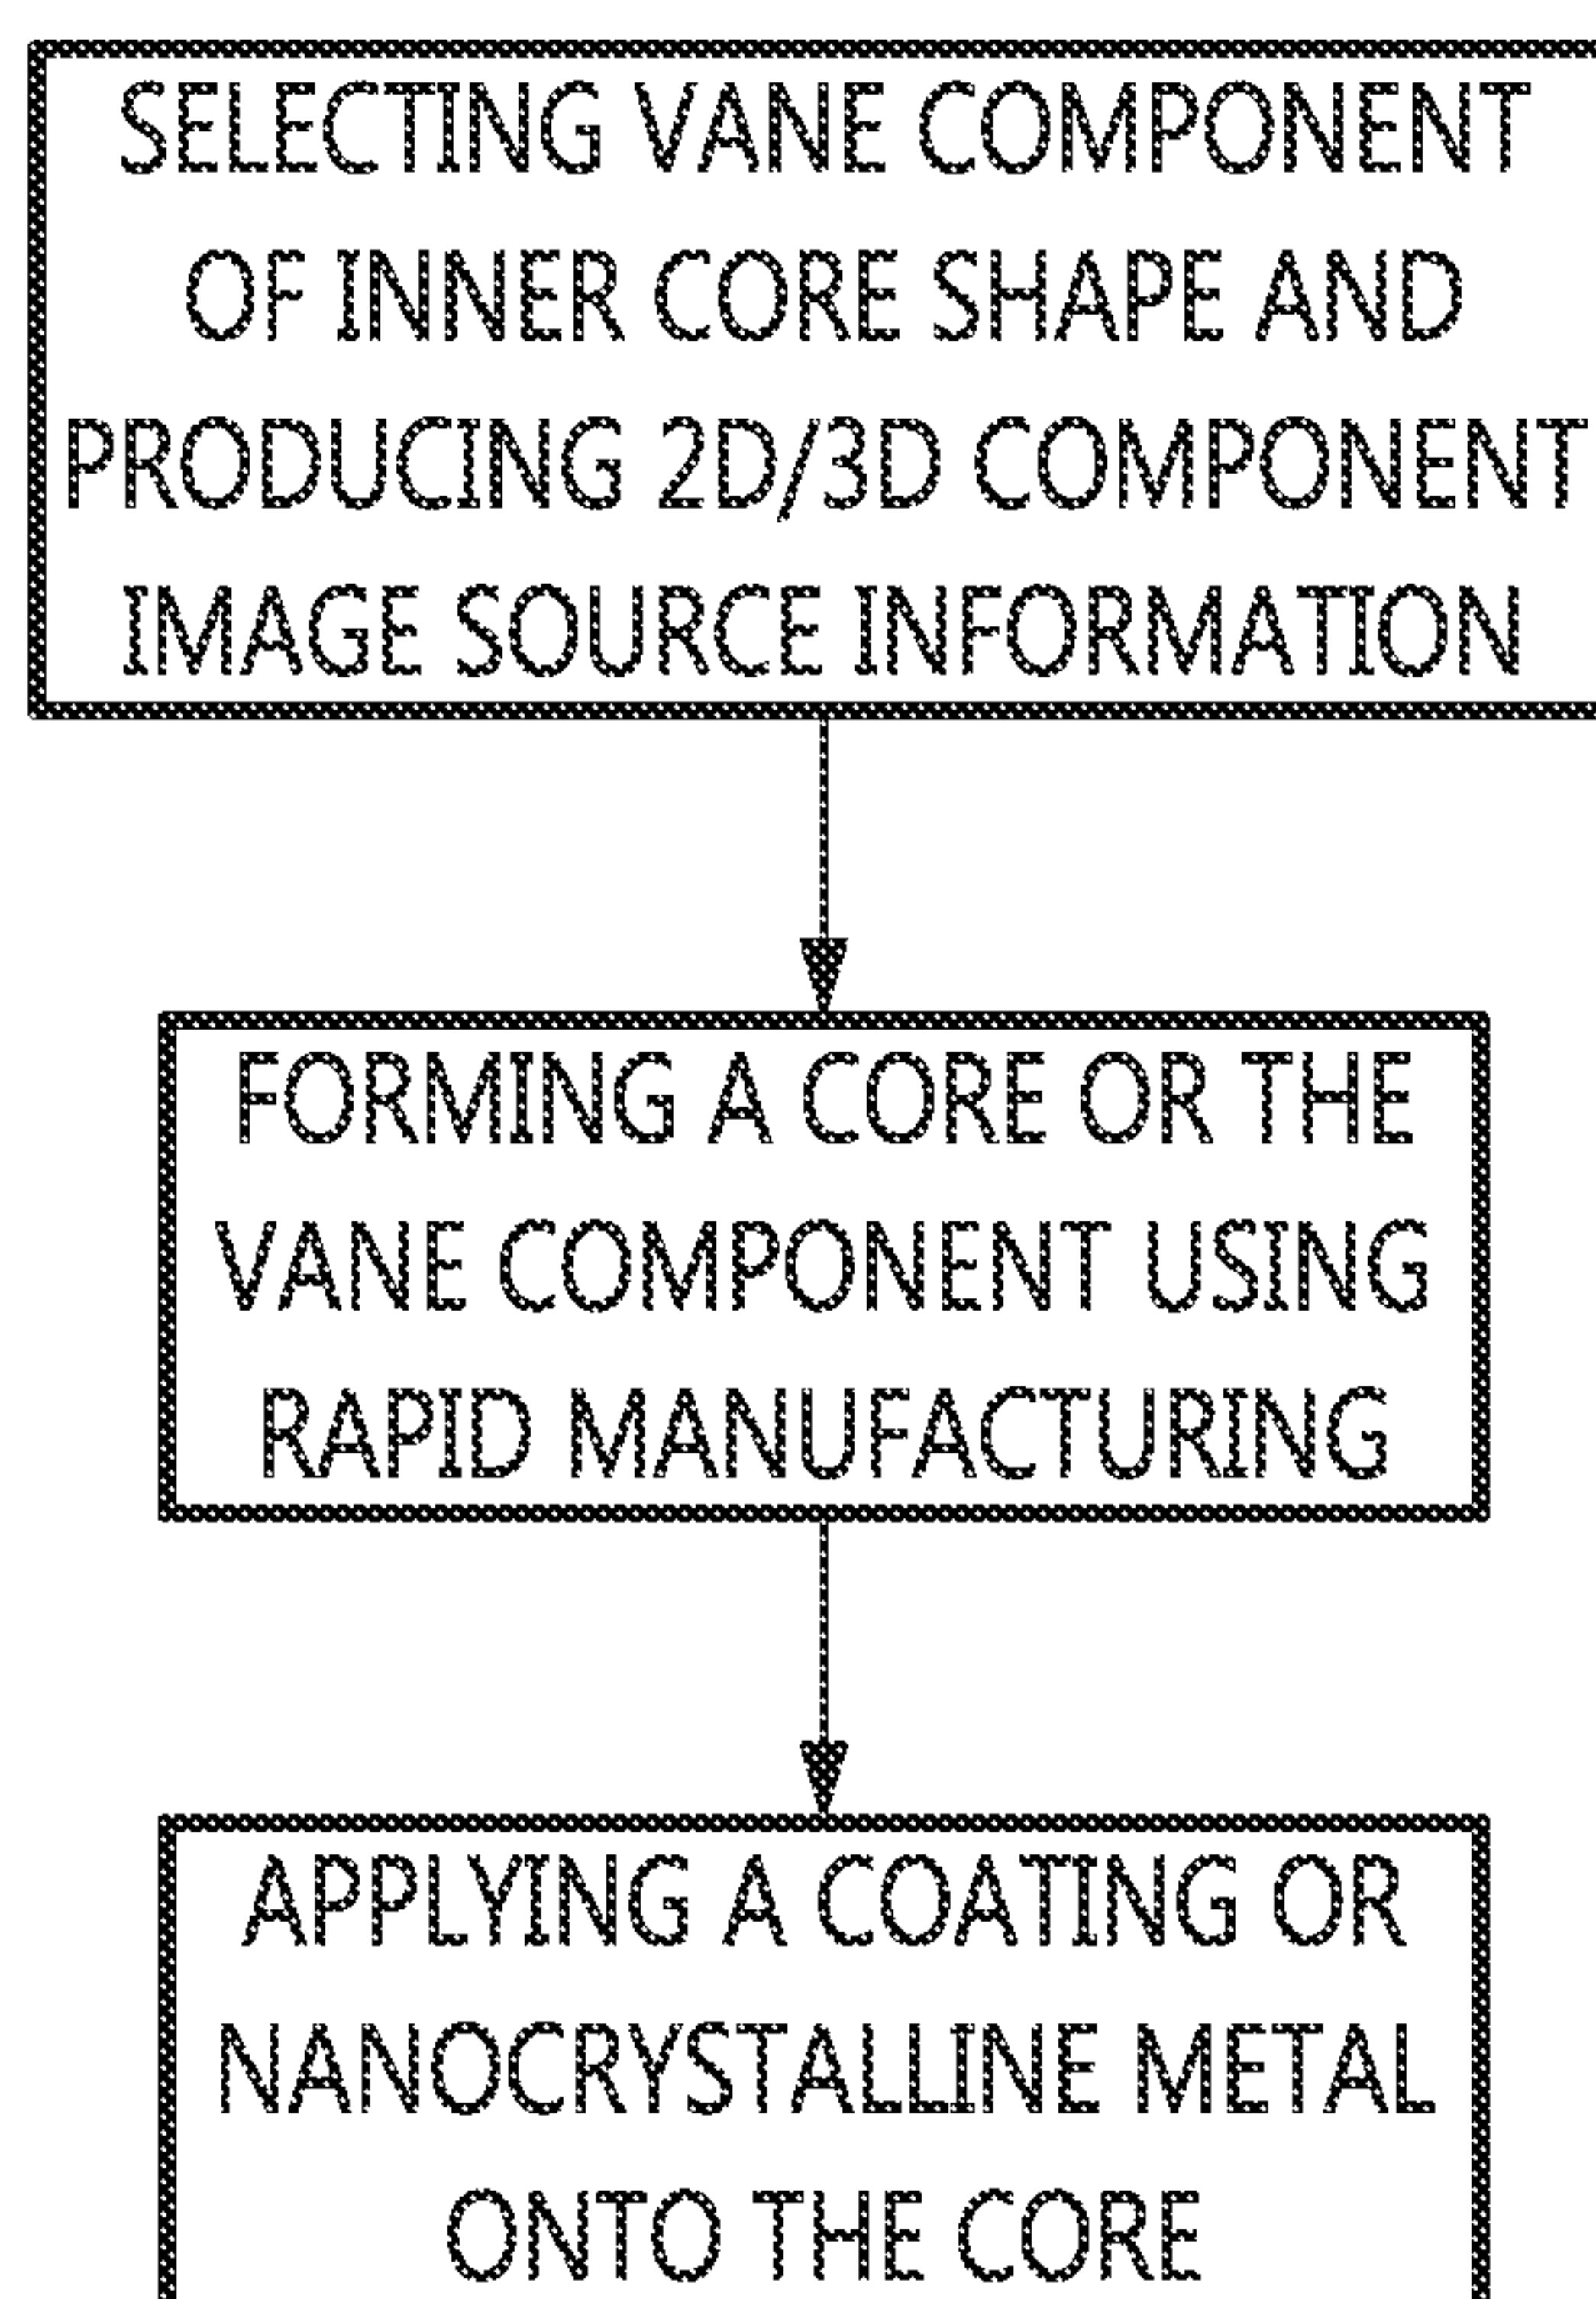 SELECTING VANE COMPONENT
OF INNER CORE SHAPE AND
PRODUCING 2D/3D COMPONENT
IMAGE SOURCE INFORMATION
FORMING A CORE OR THE
VANE COMPONENT USING
RAPID MANUFACTURING
APPLYING A COATING OR
NANOCRYSTALLINE METAL
ONTO THE CORE